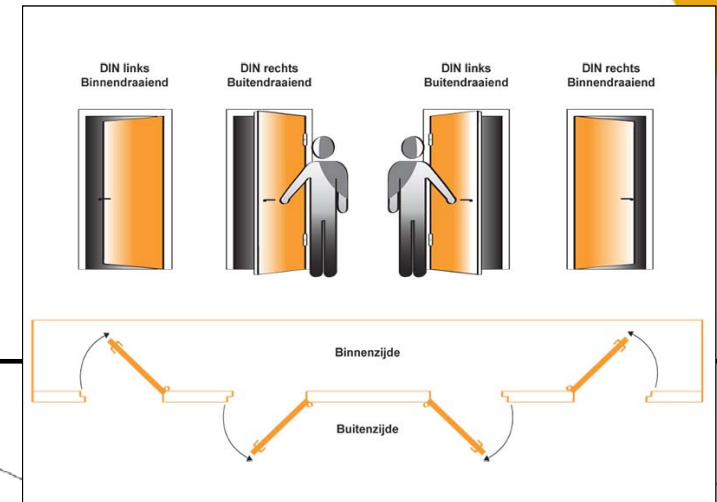 DIN links
Binnendraaiend
DIN rechts
Buitendraaiend
DIN links
Buitendraaiend
DIN rechts
Binnendraaiend
Binnenzijde
Buitenzijde